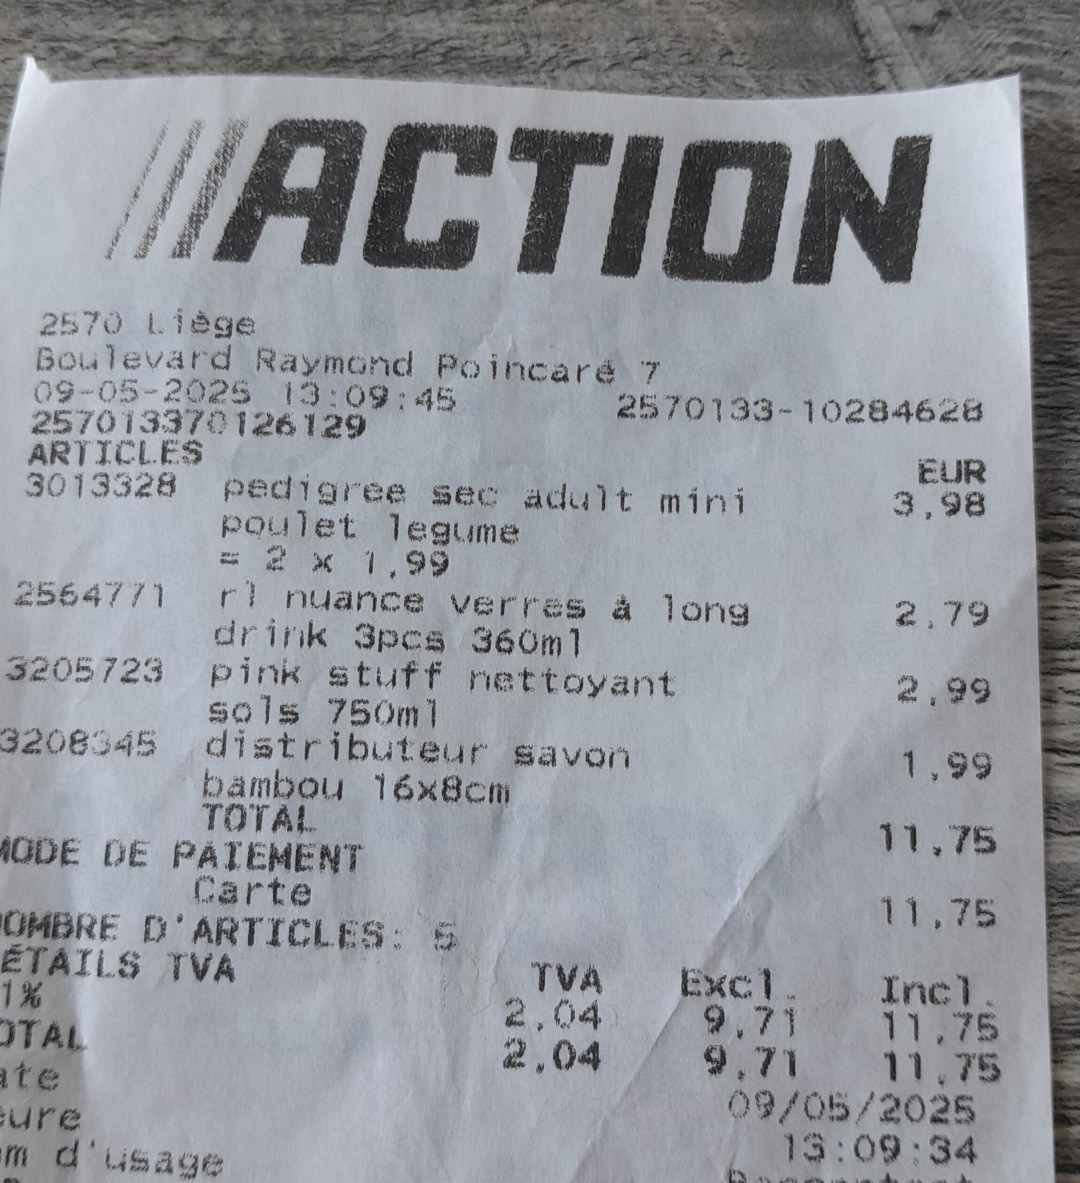 ACTION
2570 Liège
Boulevard Raymond Poincaré 7
09-05-2025 13:09:45 2570133-10284628
257013370126129
ARTICLES EUR
3013328 pedigree sec adult mini 3,98
poulet legume
= 2 x 1,99
2564771 rl nuance verres à long 2,79
drink 3pcs 360ml
3205723 pink stuff nettoyant 2,99
sols 750ml
3208345 distributeur savon 1,99
bambou 16x8cm
TOTAL 11,75
MODE DE PAIEMENT
Carte 11,75
OMBRE D'ARTICLES: 5
ÉTAILS TVA TVA Excl. Incl.
1% 2,04 9,71 11,75
OTAL 2,04 9,71 11,75
ate 09/05/2025
eure 13:09:34
m d'usage